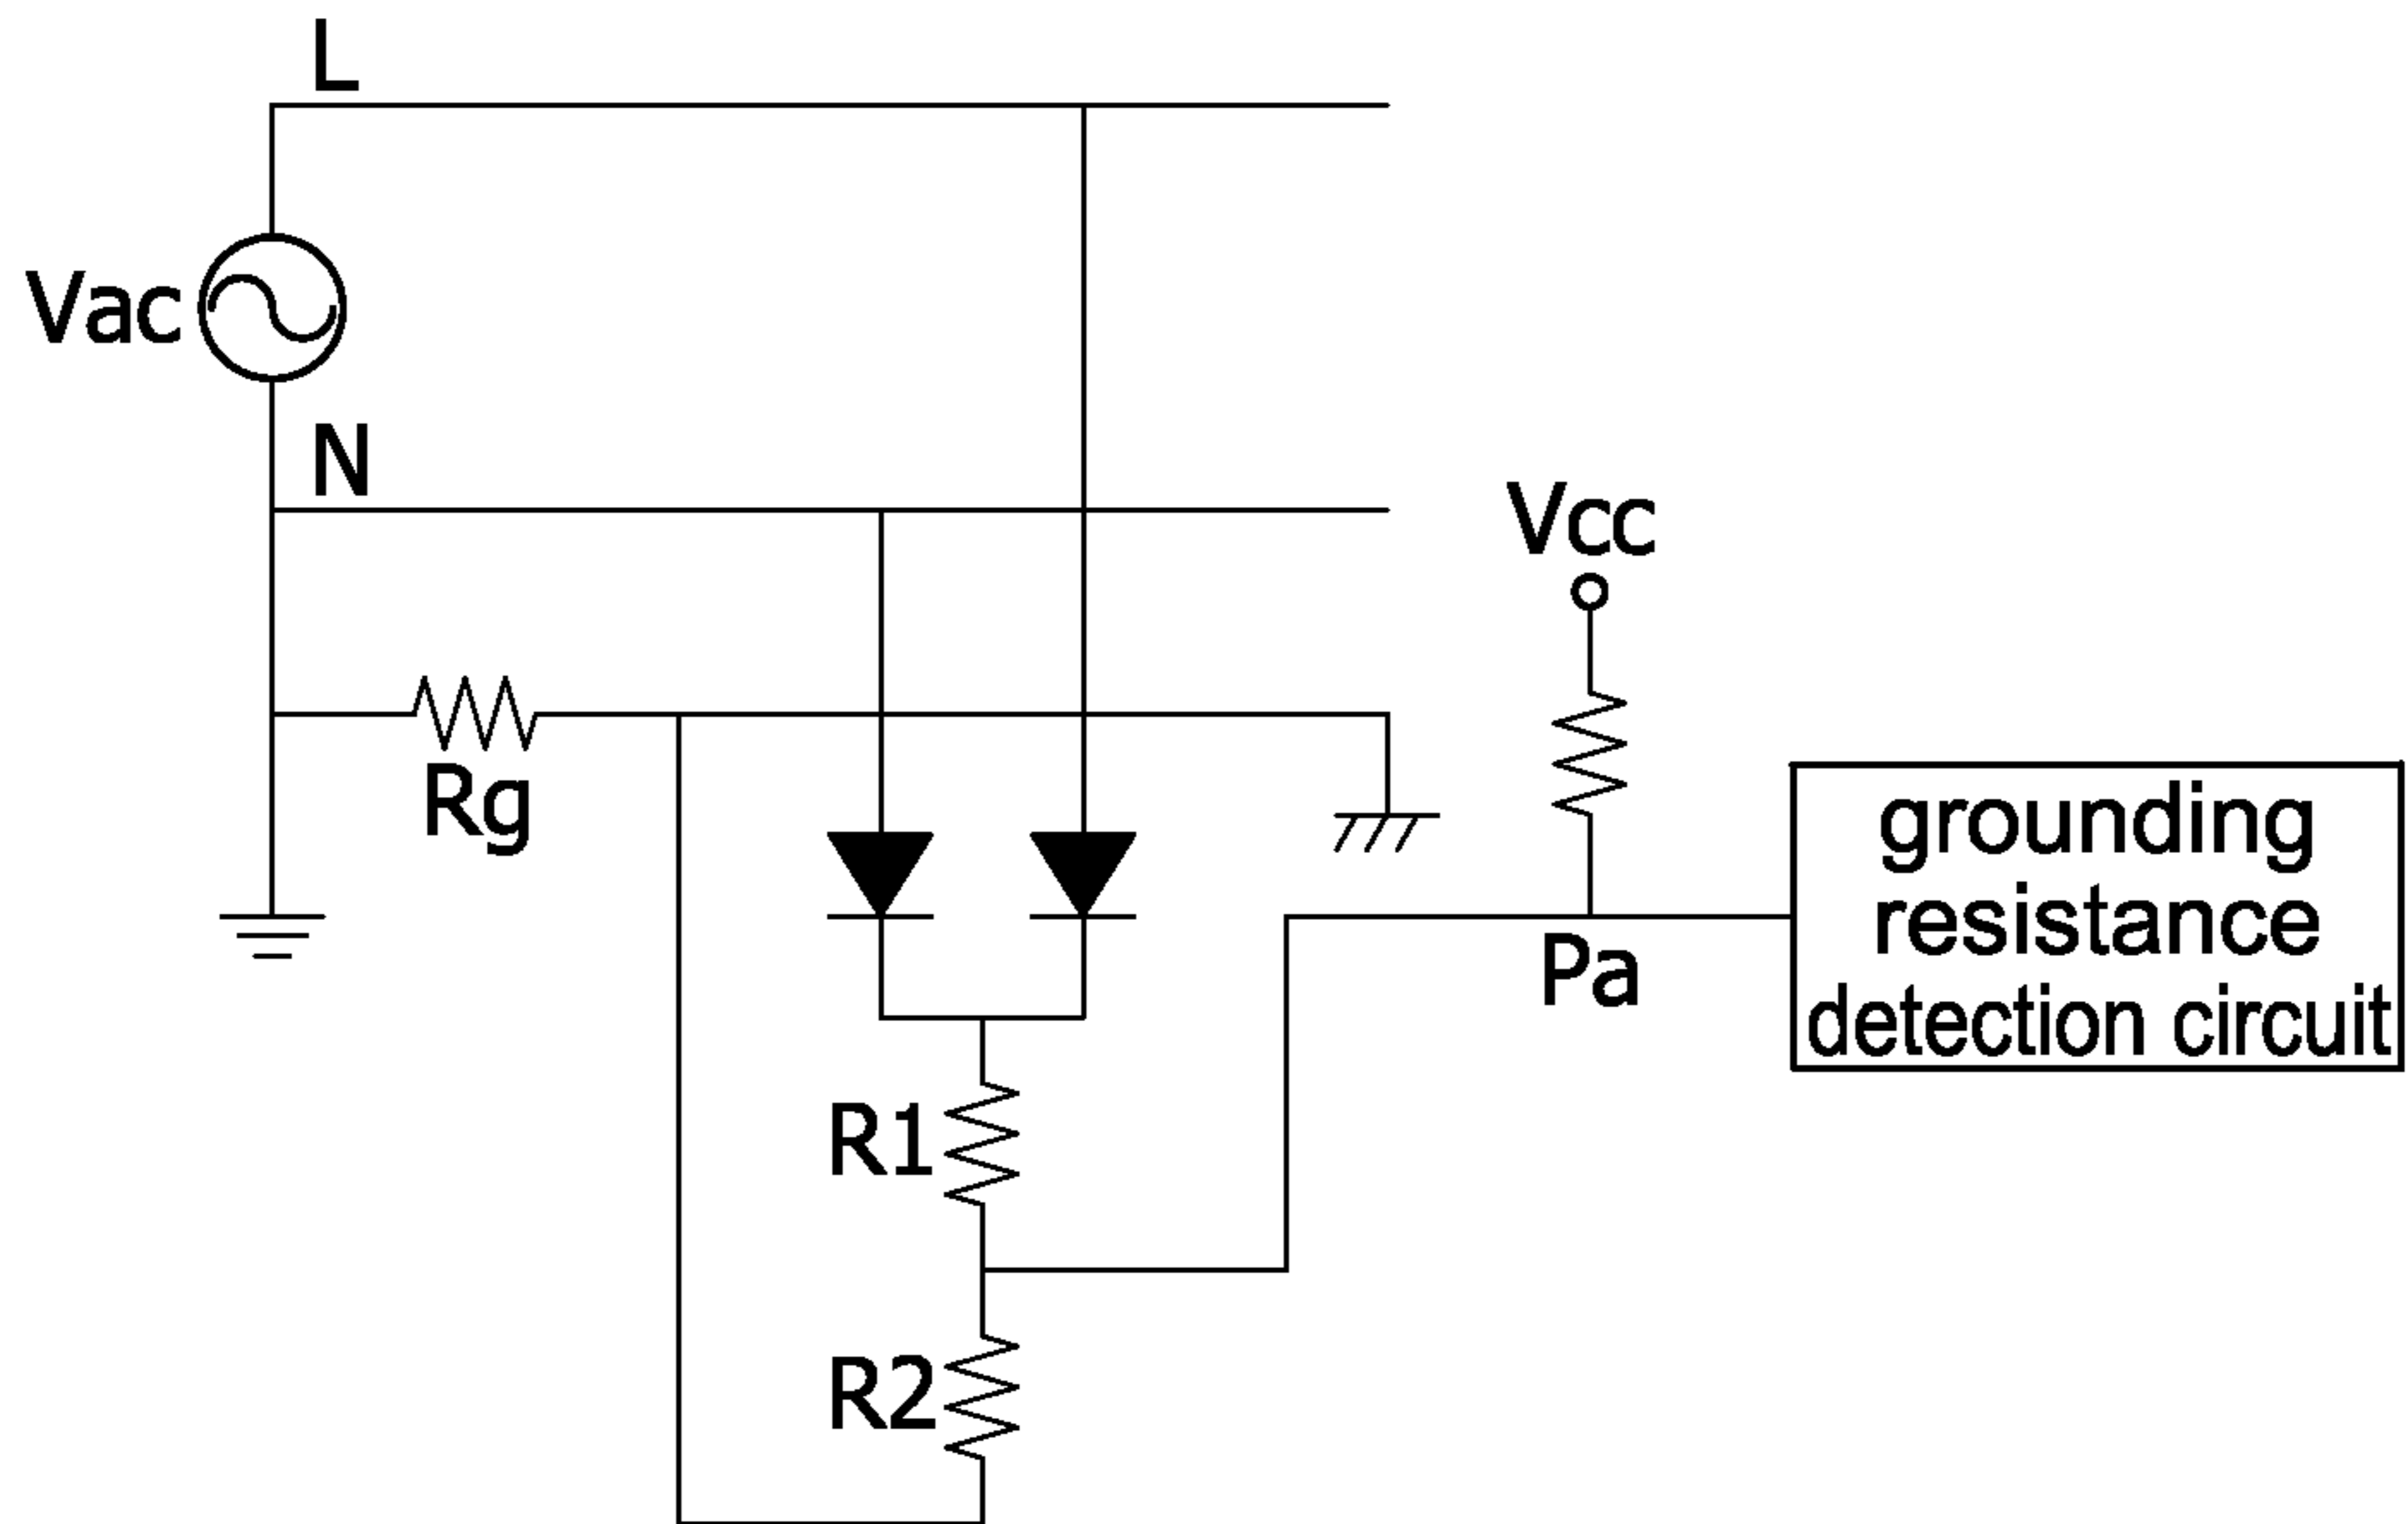 L
Vac
N
Vcc
Rg
grounding
resistance
detection circuit
Pa
R1
R2